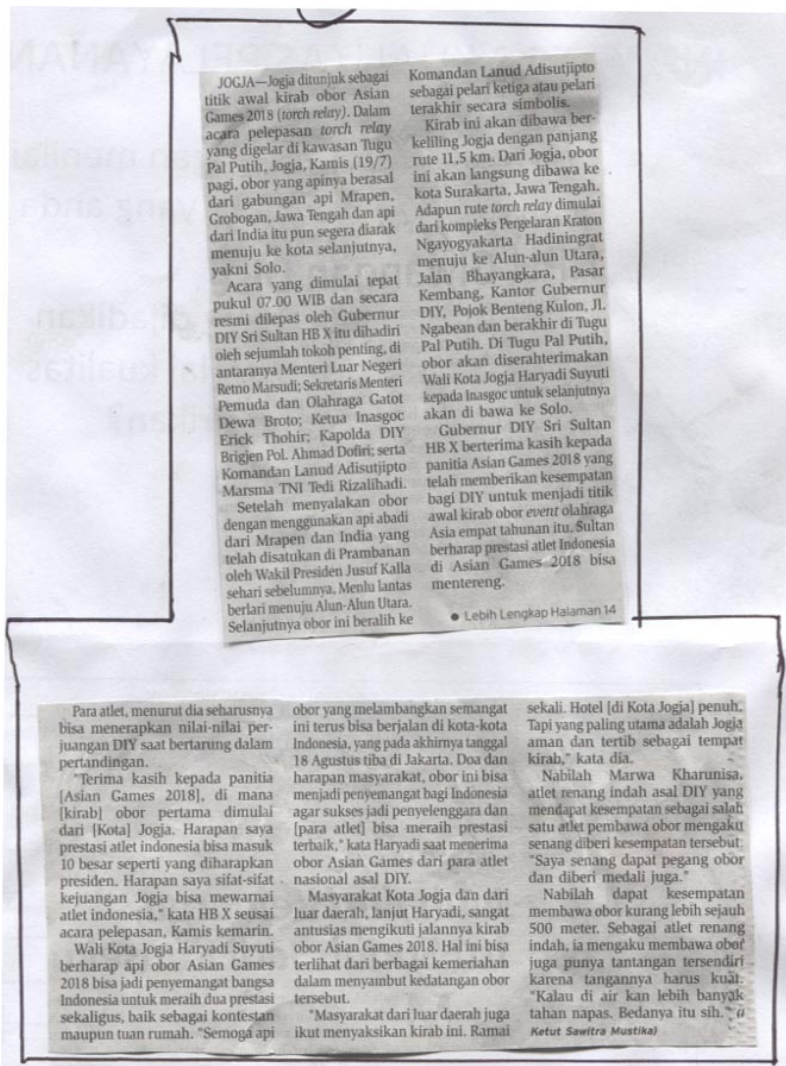 JOGJA—Jogja ditunjuk sebagai
titik awal kirab obor Asian
Games 2018 (torch relay). Dalam
acara pelepasan torch relay
yang digelar di kawasan Tugu
Pal Putih, Jogja, Kamis (19/7)
pagi, obor yang apinya berasal
dari gabungan api Mrapen,
Grobogan, Jawa Tengah dan api
dari India itu pun segera diarak
menuju ke kota selanjutnya,
yakni Solo.
Acara yang dimulai tepat
pukul 07.00 WIB dan secara
resmi dilepas oleh Gubernur
DIY Sri Sultan HB X itu dihadiri
oleh sejumlah tokoh penting, di
antaranya Menteri Luar Negeri
Retno Marsudi; Sekretaris Menteri
Pemuda dan Olahraga Gatot
Dewa Broto; Ketua Inasgoc
Erick Thohir; Kapolda DIY
Brigjen Pol. Ahmad Dofiri; serta
Komandan Lanud Adisutjipto
Marsma TNI Tedi Rizalihadi.
Setelah menyalakan obor
dengan menggunakan api abadi
dari Mrapen dan India yang
telah disatukan di Prambanan
oleh Wakil Presiden Jusuf Kalla
sehari sebelumnya, Menlu lantas
berlari menuju Alun-Alun Utara.
Selanjutnya obor ini beralih ke
Komandan Lanud Adisutjipto
sebagai pelari ketiga atau pelari
terakhir secara simbolis.
Kirab ini akan dibawa ber-
keliling Jogja dengan panjang
rute 11,5 km. Dari Jogja, obor
ini akan langsung dibawa ke
kota Surakarta, Jawa Tengah.
Adapun rute torch relay dimulai
dari kompleks Pergelaran Kraton
Ngayogyakarta Hadiningrat
menuju ke Alun-alun Utara,
Jalan Bhayangkara, Pasar
Kembang, Kantor Gubernur
DIY, Pojok Benteng Kulon, Jl.
Ngabean dan berakhir di Tugu
Pal Putih. Di Tugu Pal Putih,
obor akan diserahterimakan
Wali Kota Jogja Haryadi Suyuti
kepada Inasgoc untuk selanjutnya
akan di bawa ke Solo.
Gubernur DIY Sri Sultan
HB X berterima kasih kepada
panitia Asian Games 2018 yang
telah memberikan kesempatan
bagi DIY untuk menjadi titik
awal kirab obor event olahraga
Asia empat tahunan itu. Sultan
berharap prestasi atlet Indonesia
di Asian Games 2018 bisa
mentereng.
● Lebih Lengkap Halaman 14
Para atlet, menurut dia seharusnya
bisa menerapkan nilai-nilai per-
juangan DIY saat bertarung dalam
pertandingan.
"Terima kasih kepada panitia
[Asian Games 2018], di mana
[kirab] obor pertama dimulai
dari [Kota] Jogja. Harapan saya
prestasi atlet indonesia bisa masuk
10 besar seperti yang diharapkan
presiden. Harapan saya sifat-sifat
kejuangan Jogja bisa mewarnai
atlet indonesia," kata HB X seusai
acara pelepasan, Kamis kemarin.
Wali Kota Jogja Haryadi Suyuti
berharap api obor Asian Games
2018 bisa jadi penyemangat bangsa
Indonesia untuk meraih dua prestasi
sekaligus, baik sebagai kontestan
maupun tuan rumah. "Semoga api
obor yang melambangkan semangat
ini terus bisa berjalan di kota-kota
Indonesia, yang pada akhirnya tanggal
18 Agustus tiba di Jakarta. Doa dan
harapan masyarakat, obor ini bisa
menjadi penyemangat bagi Indonesia
agar sukses jadi penyelenggara dan
[para atlet] bisa meraih prestasi
terbaik," kata Haryadi saat menerima
obor Asian Games dari para atlet
nasional asal DIY.
Masyarakat Kota Jogja dan dari
luar daerah, lanjut Haryadi, sangat
antusias mengikuti jalannya kirab
obor Asian Games 2018. Hal ini bisa
terlihat dari berbagai kemeriahan
dalam menyambut kedatangan obor
tersebut.
"Masyarakat dari luar daerah juga
ikut menyaksikan kirab ini. Ramai
sekali. Hotel [di Kota Jogja] penuh.
Tapi yang paling utama adalah Jogja
aman dan tertib sebagai tempat
kirab," kata dia.
Nabilah Marwa Kharunisa,
atlet renang indah asal DIY yang
mendapat kesempatan sebagai salah
satu atlet pembawa obor mengaku
senang diberi kesempatan tersebut.
"Saya senang dapat pegang obor
dan diberi medali juga."
Nabilah dapat kesempatan
membawa obor kurang lebih sejauh
500 meter. Sebagai atlet renang
indah, ia mengaku membawa obor
juga punya tantangan tersendiri
karena tangannya harus kuat.
"Kalau di air kan lebih banyak
tahan napas. Bedanya itu sih."
Ketut Sawitra Mustika)